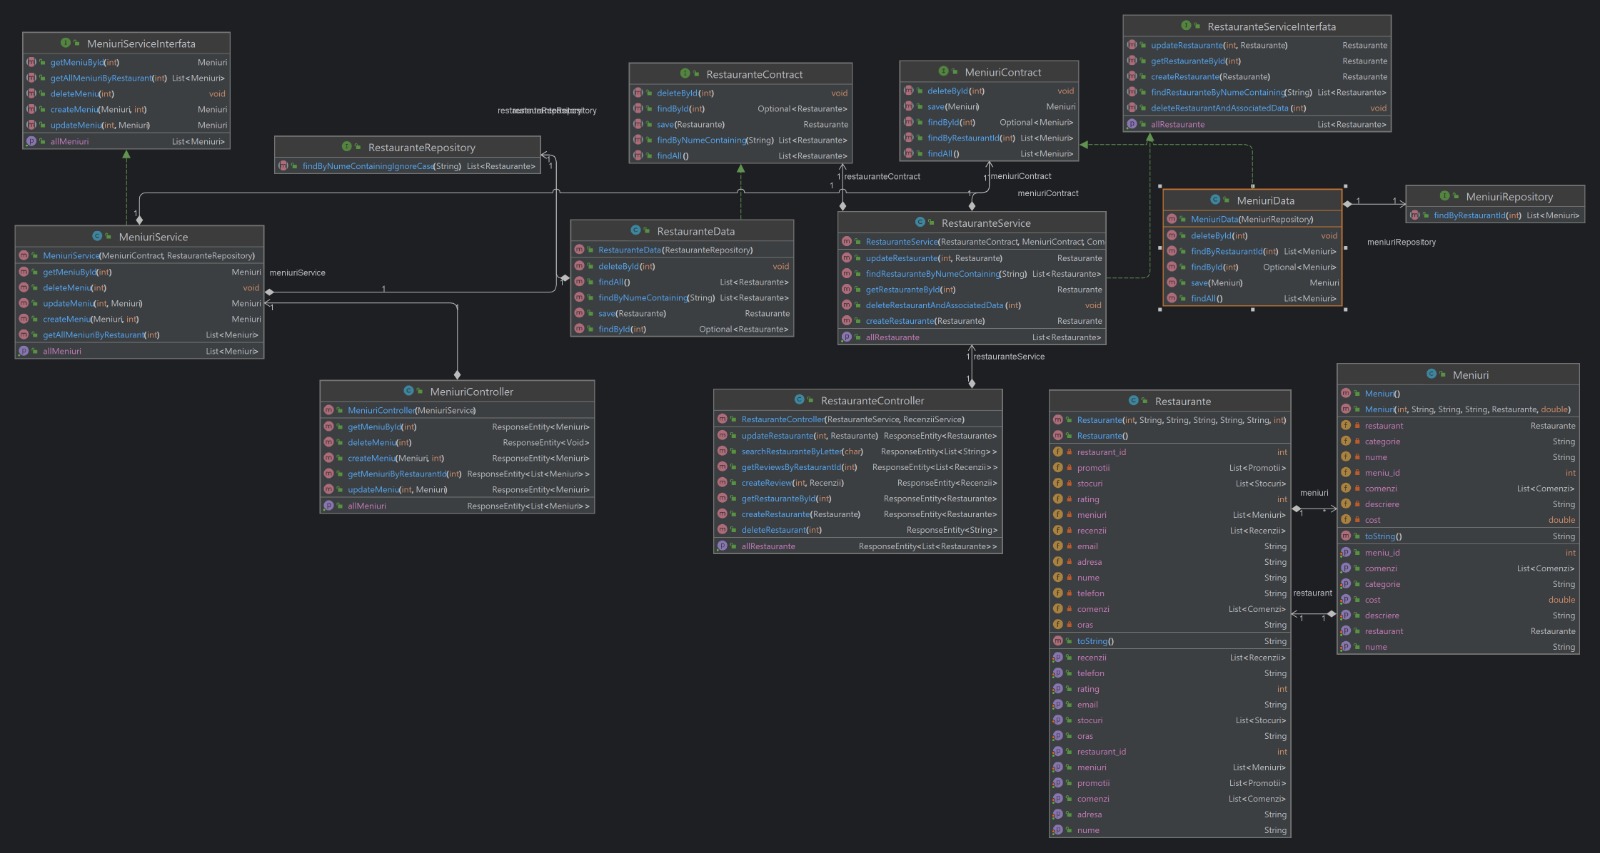 MeniuriServiceInterfata
getMeniuById(int) Meniuri
getAllMeniuriByRestaurant(int) List<Meniuri>
deleteMeniu(int) void
createMeniu(Meniuri, int) Meniuri
updateMeniu(int, Meniuri) Meniuri
allMeniuri List<Meniuri>
RestauranteRepository
findByNumeContainingIgnoreCase(String) List<Restaurante>
RestauranteContract
deleteById(int) void
findById(int) Optional<Restaurante>
save(Restaurante) Restaurante
findByNumeContaining(String) List<Restaurante>
findAll() List<Restaurante>
MeniuriContract
deleteById(int) void
save(Meniuri) Meniuri
findById(int) Optional<Meniuri>
findByRestaurantId(int) List<Meniuri>
findAll() List<Meniuri>
RestauranteServiceInterfata
updateRestaurante(int, Restaurante) Restaurante
getRestauranteById(int) Restaurante
createRestaurante(Restaurante) Restaurante
findRestauranteByNumeContaining(String) List<Restaurante>
deleteRestaurantAndAssociatedData(int) void
allRestaurante List<Restaurante>
1
1
1
restauranteContract
1
meniuriContract
meniuriContract
MeniuriService
MeniuriService(MeniuriContract, RestauranteRepository)
getMeniuById(int) Meniuri
deleteMeniu(int) void
updateMeniu(int, Meniuri) Meniuri
createMeniu(Meniuri, int) Meniuri
getAllMeniuriByRestaurant(int) List<Meniuri>
allMeniuri List<Meniuri>
meniuriService
1
1
1
RestauranteData
RestauranteData(RestauranteRepository)
deleteById(int) void
findAll() List<Restaurante>
findByNumeContaining(String) List<Restaurante>
save(Restaurante) Restaurante
findById(int) Optional<Restaurante>
RestauranteService
RestauranteService(RestauranteContract, MeniuriContract, Com
updateRestaurante(int, Restaurante) Restaurante
findRestauranteByNumeContaining(String) List<Restaurante>
getRestauranteById(int) Restaurante
deleteRestaurantAndAssociatedData(int) void
createRestaurante(Restaurante) Restaurante
allRestaurante List<Restaurante>
MeniuriData
MeniuriData(MeniuriRepository)
deleteById(int) void
findByRestaurantId(int) List<Meniuri>
findById(int) Optional<Meniuri>
save(Meniuri) Meniuri
findAll() List<Meniuri>
1 1
MeniuriRepository
findByRestaurantId(int) List<Meniuri>
meniuriRepository
MeniuriController
MeniuriController(MeniuriService)
getMeniuById(int) ResponseEntity<Meniuri>
deleteMeniu(int) ResponseEntity<Void>
createMeniu(Meniuri, int) ResponseEntity<Meniuri>
getMeniuriByRestaurantId(int) ResponseEntity<List<Meniuri>>
updateMeniu(int, Meniuri) ResponseEntity<Meniuri>
allMeniuri ResponseEntity<List<Meniuri>>
1 restauranteService
1
RestauranteController
RestauranteController(RestauranteService, RecenziiService)
updateRestaurante(int, Restaurante) ResponseEntity<Restaurante>
searchRestauranteByLetter(char) ResponseEntity<List<String>>
getReviewsByRestaurantId(int) ResponseEntity<List<Recenzii>>
createReview(int, Recenzii) ResponseEntity<Recenzii>
getRestauranteById(int) ResponseEntity<Restaurante>
createRestaurante(Restaurante) ResponseEntity<Restaurante>
deleteRestaurant(int) ResponseEntity<String>
allRestaurante ResponseEntity<List<Restaurante>>
Restaurante
Restaurante(int, String, String, String, String, String, int)
Restaurante()
restaurant_id int
promotii List<Promotii>
stocuri List<Stocuri>
rating int
meniuri List<Meniuri>
recenzii List<Recenzii>
email String
adresa String
nume String
telefon String
comenzi List<Comenzi>
oras String
toString() String
recenzii List<Recenzii>
telefon String
rating int
email String
stocuri List<Stocuri>
oras String
restaurant_id int
meniuri List<Meniuri>
promotii List<Promotii>
comenzi List<Comenzi>
adresa String
nume String
meniuri
1 *
restaurant
1 1
Meniuri
Meniuri()
Meniuri(int, String, String, String, Restaurante, double)
restaurant Restaurante
categorie String
nume String
meniu_id int
comenzi List<Comenzi>
descriere String
cost double
toString() String
meniu_id int
comenzi List<Comenzi>
categorie String
cost double
descriere String
restaurant Restaurante
nume String